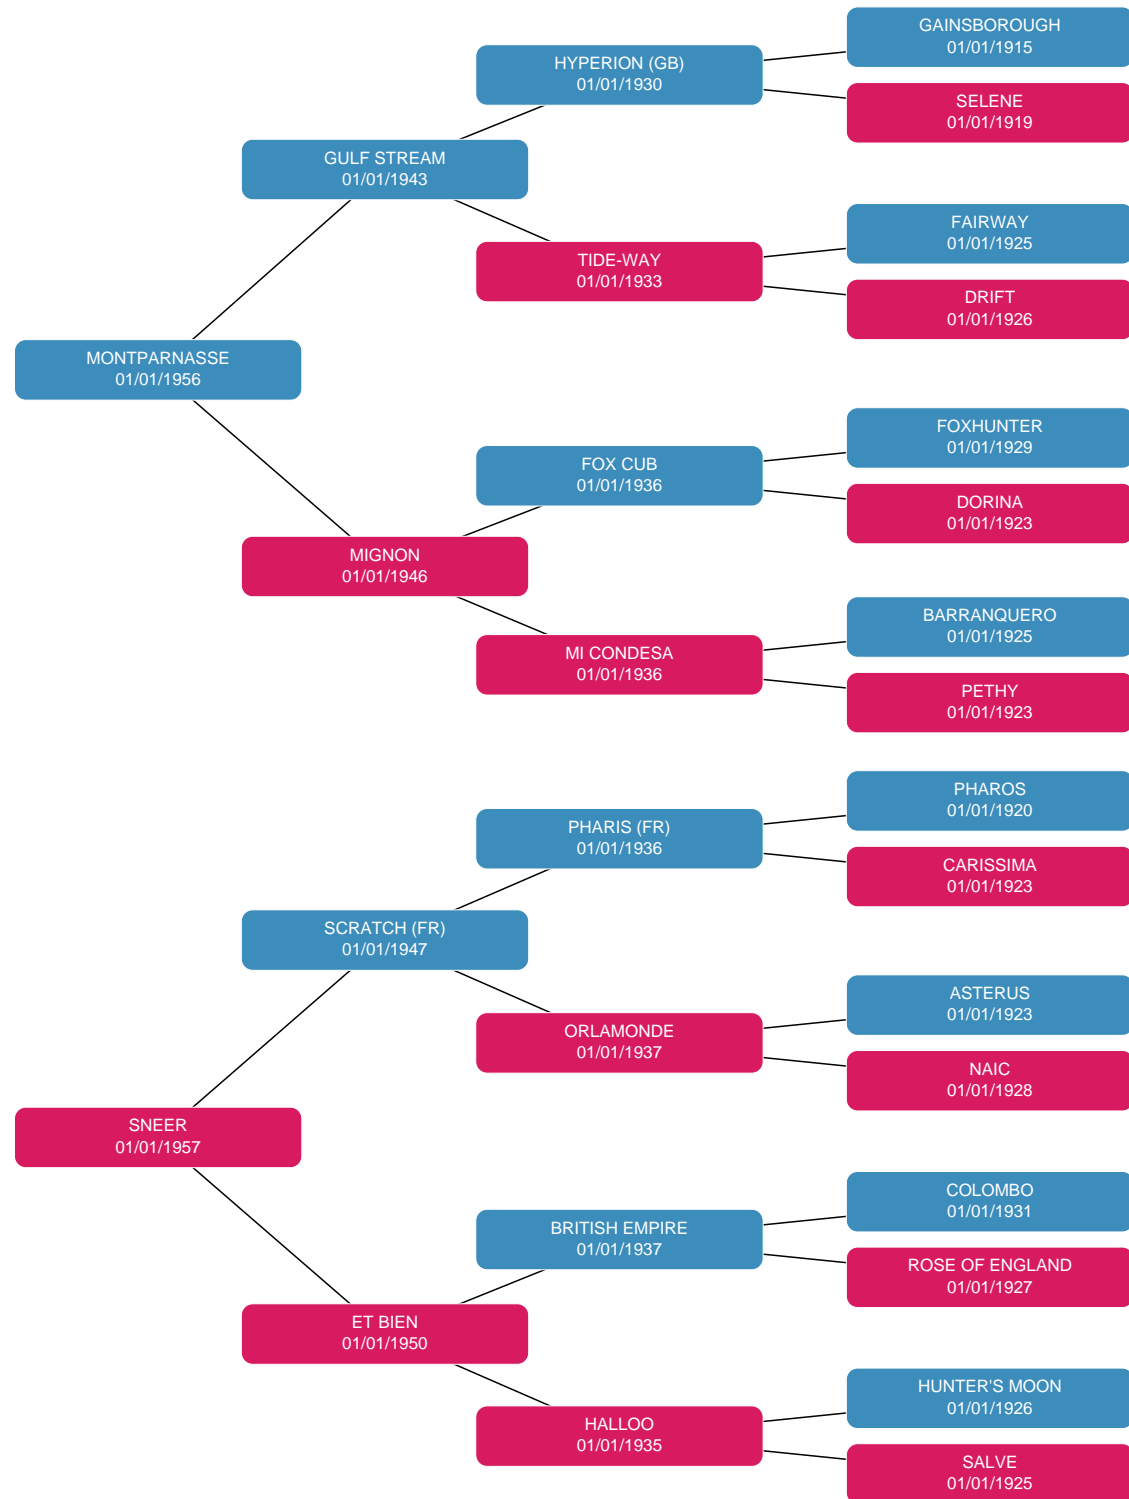 GAINSBOROUGH
01/01/1915
HYPERION (GB)
01/01/1930
SELENE
01/01/1919
GULF STREAM
01/01/1943
FAIRWAY
01/01/1925
TIDE-WAY
01/01/1933
DRIFT
01/01/1926
MONTPARNASSE
01/01/1956
FOXHUNTER
01/01/1929
FOX CUB
01/01/1936
DORINA
01/01/1923
MIGNON
01/01/1946
BARRANQUERO
01/01/1925
MI CONDESA
01/01/1936
PETHY
01/01/1923
PHAROS
01/01/1920
PHARIS (FR)
01/01/1936
CARISSIMA
01/01/1923
SCRATCH (FR)
01/01/1947
ASTERUS
01/01/1923
ORLAMONDE
01/01/1937
NAIC
01/01/1928
SNEER
01/01/1957
COLOMBO
01/01/1931
BRITISH EMPIRE
01/01/1937
ROSE OF ENGLAND
01/01/1927
ET BIEN
01/01/1950
HUNTER'S MOON
01/01/1926
HALLOO
01/01/1935
SALVE
01/01/1925